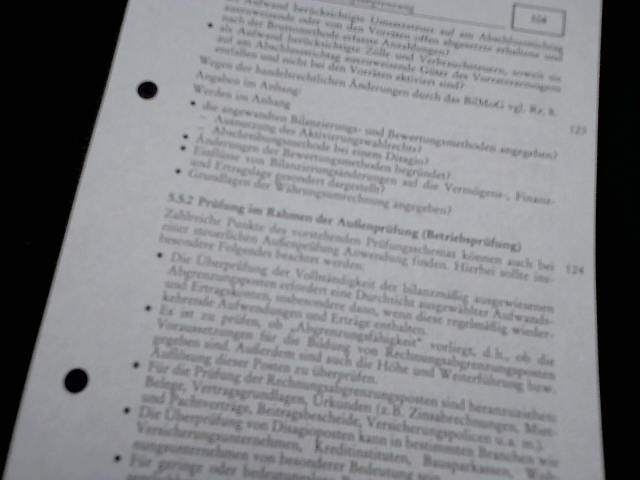 als Aufwand berücksichtigte Umsatzsteuer auf am Abschlussstichtag
auszuweisende oder von den Vorräten offen abgesetzte erhaltene und
nach der Bruttomethode erfasste Anzahlungen?
• als Aufwand berücksichtigte Zölle und Verbrauchsteuern, soweit sie
auf am Abschlussstichtag auszuweisende Güter des Vorratsvermögens
entfallen und nicht bei den Vorräten aktiviert sind?
Wegen der handelsrechtlichen Änderungen durch das BilMoG vgl. Rz. 8.
Angaben im Anhang: 123
Werden im Anhang
• die angewandten Bilanzierungs- und Bewertungsmethoden angegeben?
– Ausnutzung des Aktivierungswahlrechts?
– Abschreibungsmethode bei einem Disagio?
• Änderungen der Bewertungsmethoden begründet?
• Einflüsse von Bilanzierungsänderungen auf die Vermögens-, Finanz-
und Ertragslage gesondert dargestellt?
• Grundlagen der Währungsumrechnung angegeben?
5.5.2 Prüfung im Rahmen der Außenprüfung (Betriebsprüfung)
Zahlreiche Punkte des vorstehenden Prüfungsschemas können auch bei 124
einer steuerlichen Außenprüfung Anwendung finden. Hierbei sollte ins-
besondere Folgendes beachtet werden:
• Die Überprüfung der Vollständigkeit der bilanzmäßig ausgewiesenen
Abgrenzungsposten erfordert eine Durchsicht ausgewählter Aufwands-
und Ertragskonten, insbesondere dann, wenn diese regelmäßig wieder-
kehrende Aufwendungen und Erträge enthalten.
• Es ist zu prüfen, ob „Abgrenzungsfähigkeit" vorliegt, d.h., ob die
Voraussetzungen für die Bildung von Rechnungsabgrenzungsposten
gegeben sind. Außerdem sind auch die Höhe und Weiterführung bzw.
Auflösung dieser Posten zu überprüfen.
• Für die Prüfung der Rechnungsabgrenzungsposten sind heranzuziehen:
Belege, Vertragsgrundlagen, Urkunden (z.B. Zinsabrechnungen, Miet-
und Pachtverträge, Beitragsbescheide, Versicherungspolicen u.a.m.).
• Die Überprüfung von Disagioposten kann in bestimmten Branchen wie
Versicherungsunternehmen, Kreditinstituten, Bausparkassen, Woh-
nungsunternehmen von besonderer Bedeutung sein.
• Für geringe oder